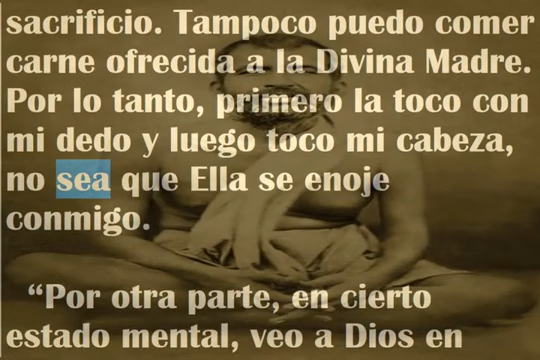 sacrificio. Tampoco puedo comer
carne ofrecida a la Divina Madre.
Por lo tanto, primero la toco con
mi dedo y luego toco mi cabeza,
no sea que Ella se enoje
conmigo.
“Por otra parte, en cierto
estado mental, veo a Dios en